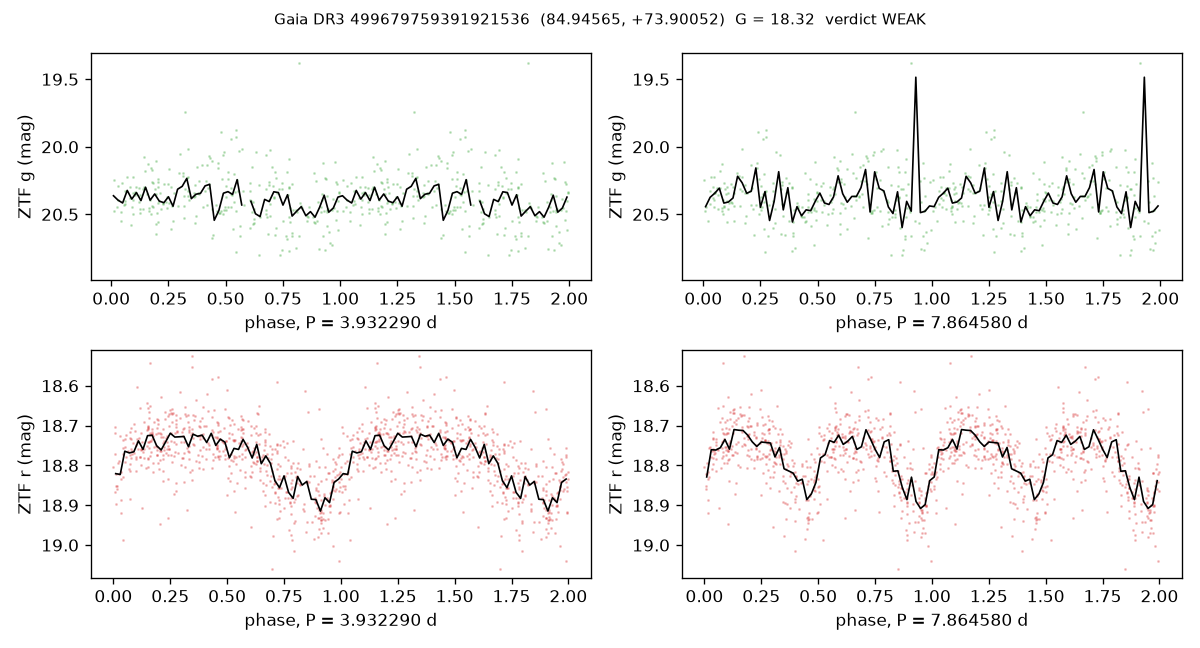 Gaia DR3 499679759391921536  (84.94565, +73.90052)  G = 18.32  verdict WEAK
ZTF g (mag)
19.5
20.0
20.5
0.00 0.25 0.50 0.75 1.00 1.25 1.50 1.75 2.00
phase, P = 3.932290 d
ZTF g (mag)
19.5
20.0
20.5
0.00 0.25 0.50 0.75 1.00 1.25 1.50 1.75 2.00
phase, P = 7.864580 d
ZTF r (mag)
18.6
18.7
18.8
18.9
19.0
0.00 0.25 0.50 0.75 1.00 1.25 1.50 1.75 2.00
phase, P = 3.932290 d
ZTF r (mag)
18.6
18.7
18.8
18.9
19.0
0.00 0.25 0.50 0.75 1.00 1.25 1.50 1.75 2.00
phase, P = 7.864580 d